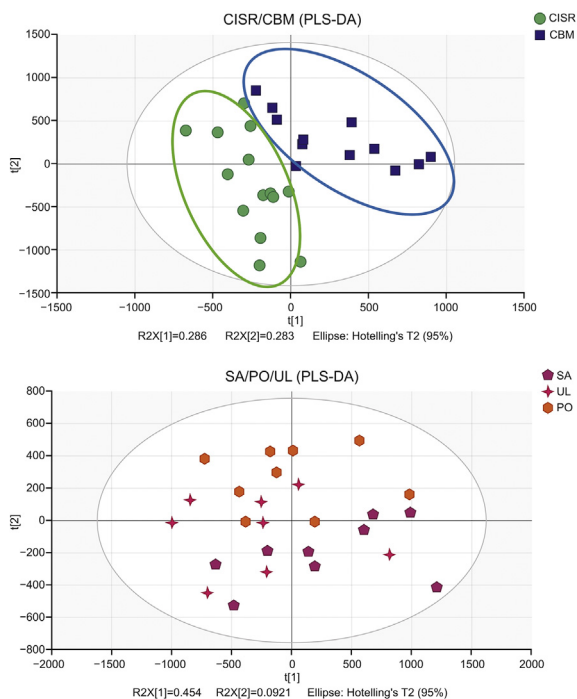 CISR/CBM (PLS-DA)
CISR
CBM
1500
1000
500
0
−500
−1000
−1500
t[2]
−1500
−1000
−500
0
500
1000
1500
t[1]
R2X[1]=0.286 R2X[2]=0.283 Ellipse: Hotelling's T2 (95%)
SA/PO/UL (PLS-DA)
SA
UL
PO
800
600
400
200
0
−200
−400
−600
−800
t[2]
−2000
−1500
−1000
−500
0
500
1000
1500
2000
t[1]
R2X[1]=0.454 R2X[2]=0.0921 Ellipse: Hotelling's T2 (95%)